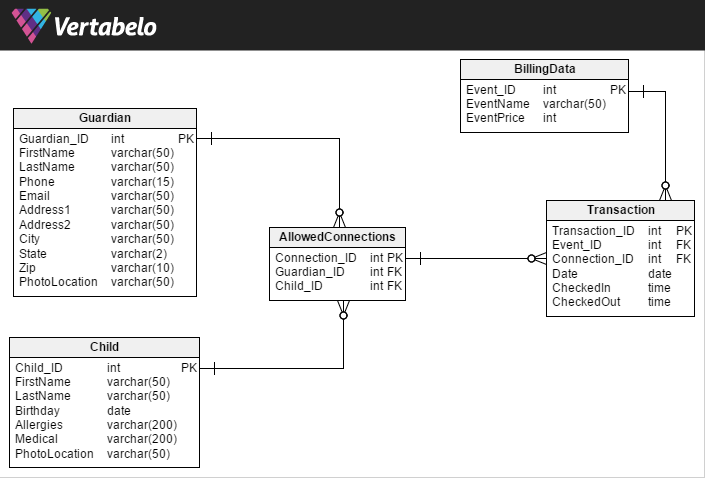 Vertabelo
BillingData
Event_ID int PK
EventName varchar(50)
EventPrice int
Guardian
Guardian_ID int PK
FirstName varchar(50)
LastName varchar(50)
Phone varchar(15)
Email varchar(50)
Address1 varchar(50)
Address2 varchar(50)
City varchar(50)
State varchar(2)
Zip varchar(10)
PhotoLocation varchar(50)
Transaction
Transaction_ID int PK
Event_ID int FK
Connection_ID int FK
Date date
CheckedIn time
CheckedOut time
AllowedConnections
Connection_ID int PK
Guardian_ID int FK
Child_ID int FK
Child
Child_ID int PK
FirstName varchar(50)
LastName varchar(50)
Birthday date
Allergies varchar(200)
Medical varchar(200)
PhotoLocation varchar(50)